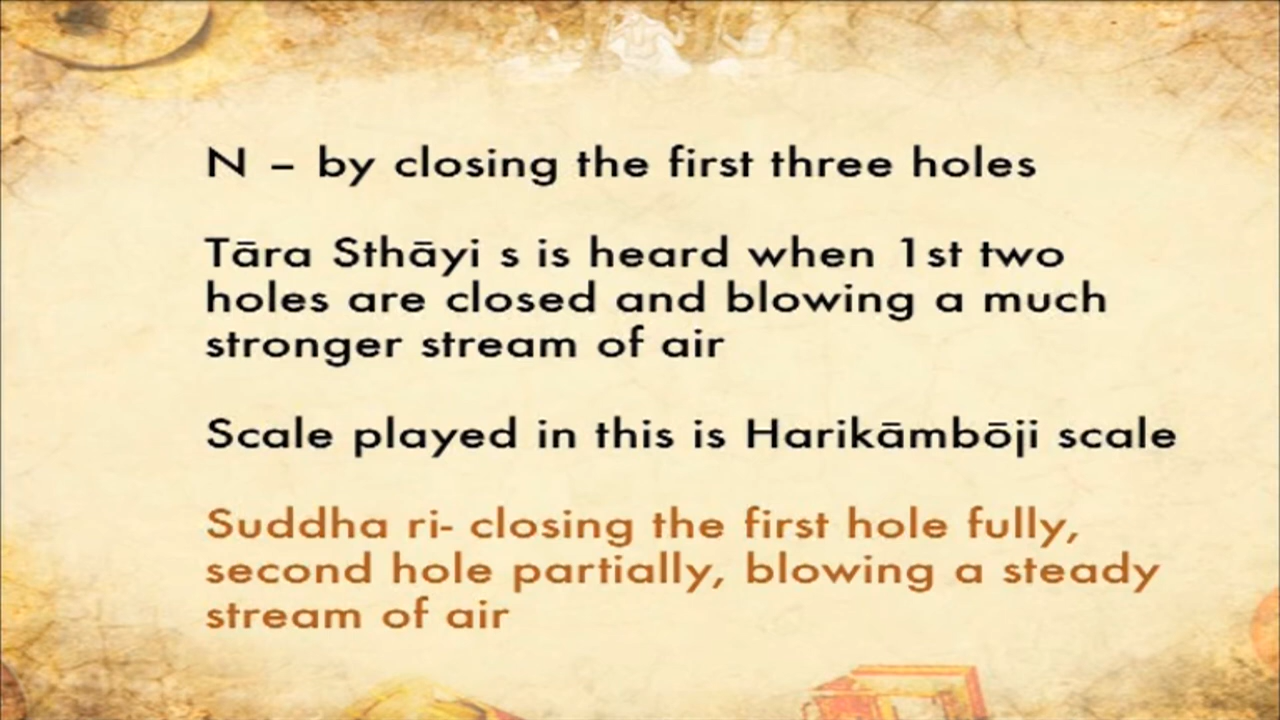 N – by closing the first three holes
Tāra Sthāyi s is heard when 1st two
holes are closed and blowing a much
stronger stream of air
Scale played in this is Harikāmbōji scale
Suddha ri- closing the first hole fully,
second hole partially, blowing a steady
stream of air